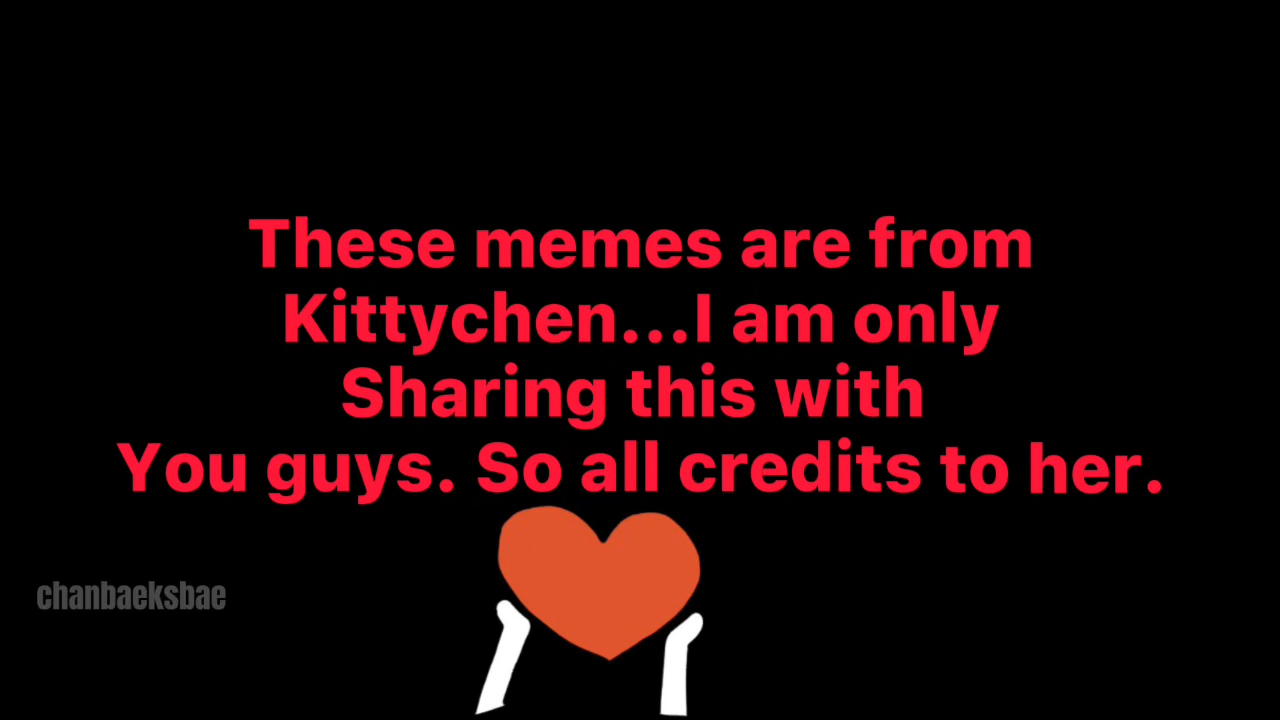 These memes are from
Kittychen...I am only
Sharing this with
You guys. So all credits to her.
chanbaeksbae